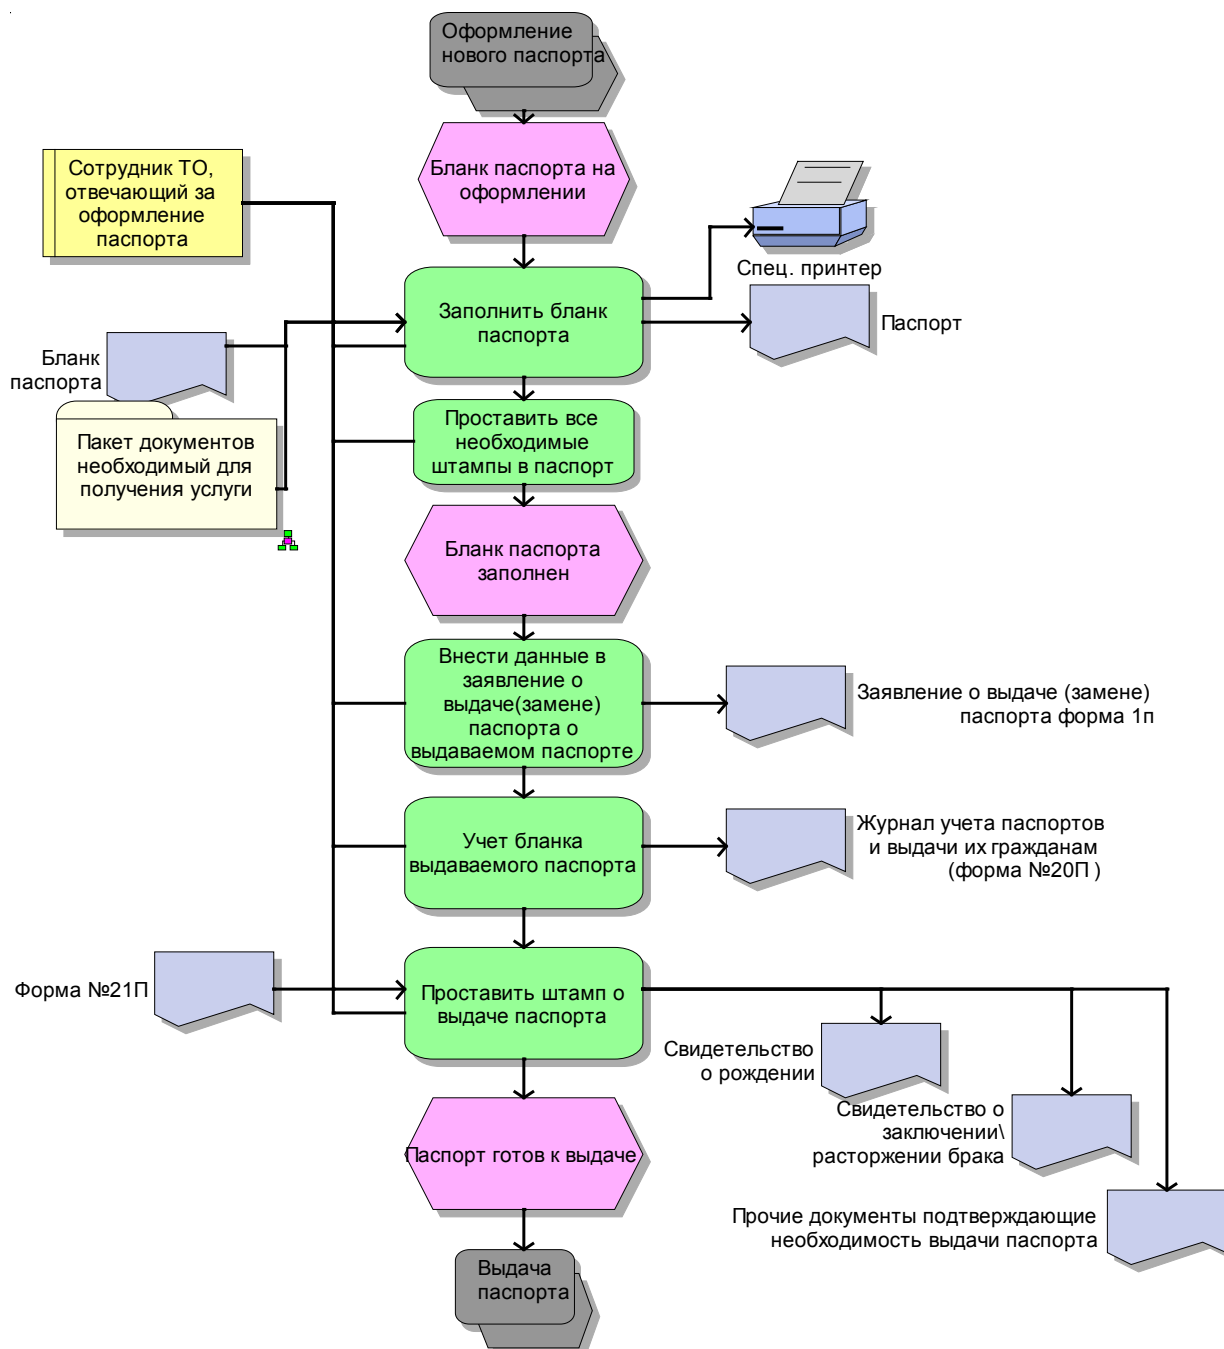 Оформление
нового паспорта
Бланк паспорта на
оформлении
Сотрудник ТО,
отвечающий за
оформление
паспорта
Спец. принтер
Заполнить бланк
паспорта
Паспорт
Бланк
паспорта
Пакет документов
необходимый для
получения услуги
Проставить все
необходимые
штампы в паспорт
Бланк паспорта
заполнен
Внести данные в
заявление о
выдаче(замене)
паспорта о
выдаваемом паспорте
Заявление о выдаче (замене)
паспорта форма 1п
Учет бланка
выдаваемого паспорта
Журнал учета паспортов
и выдачи их гражданам
(форма №20П )
Форма №21П
Проставить штамп о
выдаче паспорта
Свидетельство
о рождении
Свидетельство о
заключении\
расторжении брака
Паспорт готов к выдаче
Прочие документы подтверждающие
необходимость выдачи паспорта
Выдача
паспорта